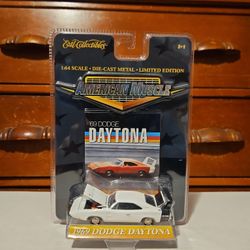 Ertl Collectibles
1:64 SCALE • DIE-CAST METAL • LIMITED EDITION
AMERICAN MUSCLE
'69 DODGE
DAYTONA
1969 DODGE DAYTONA